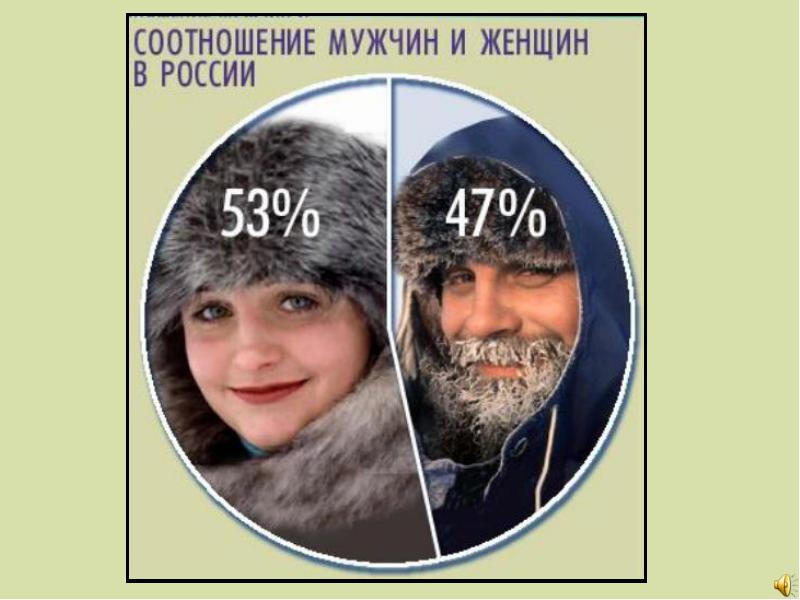 СООТНОШЕНИЕ МУЖЧИН И ЖЕНЩИН
В РОССИИ
53%
47%